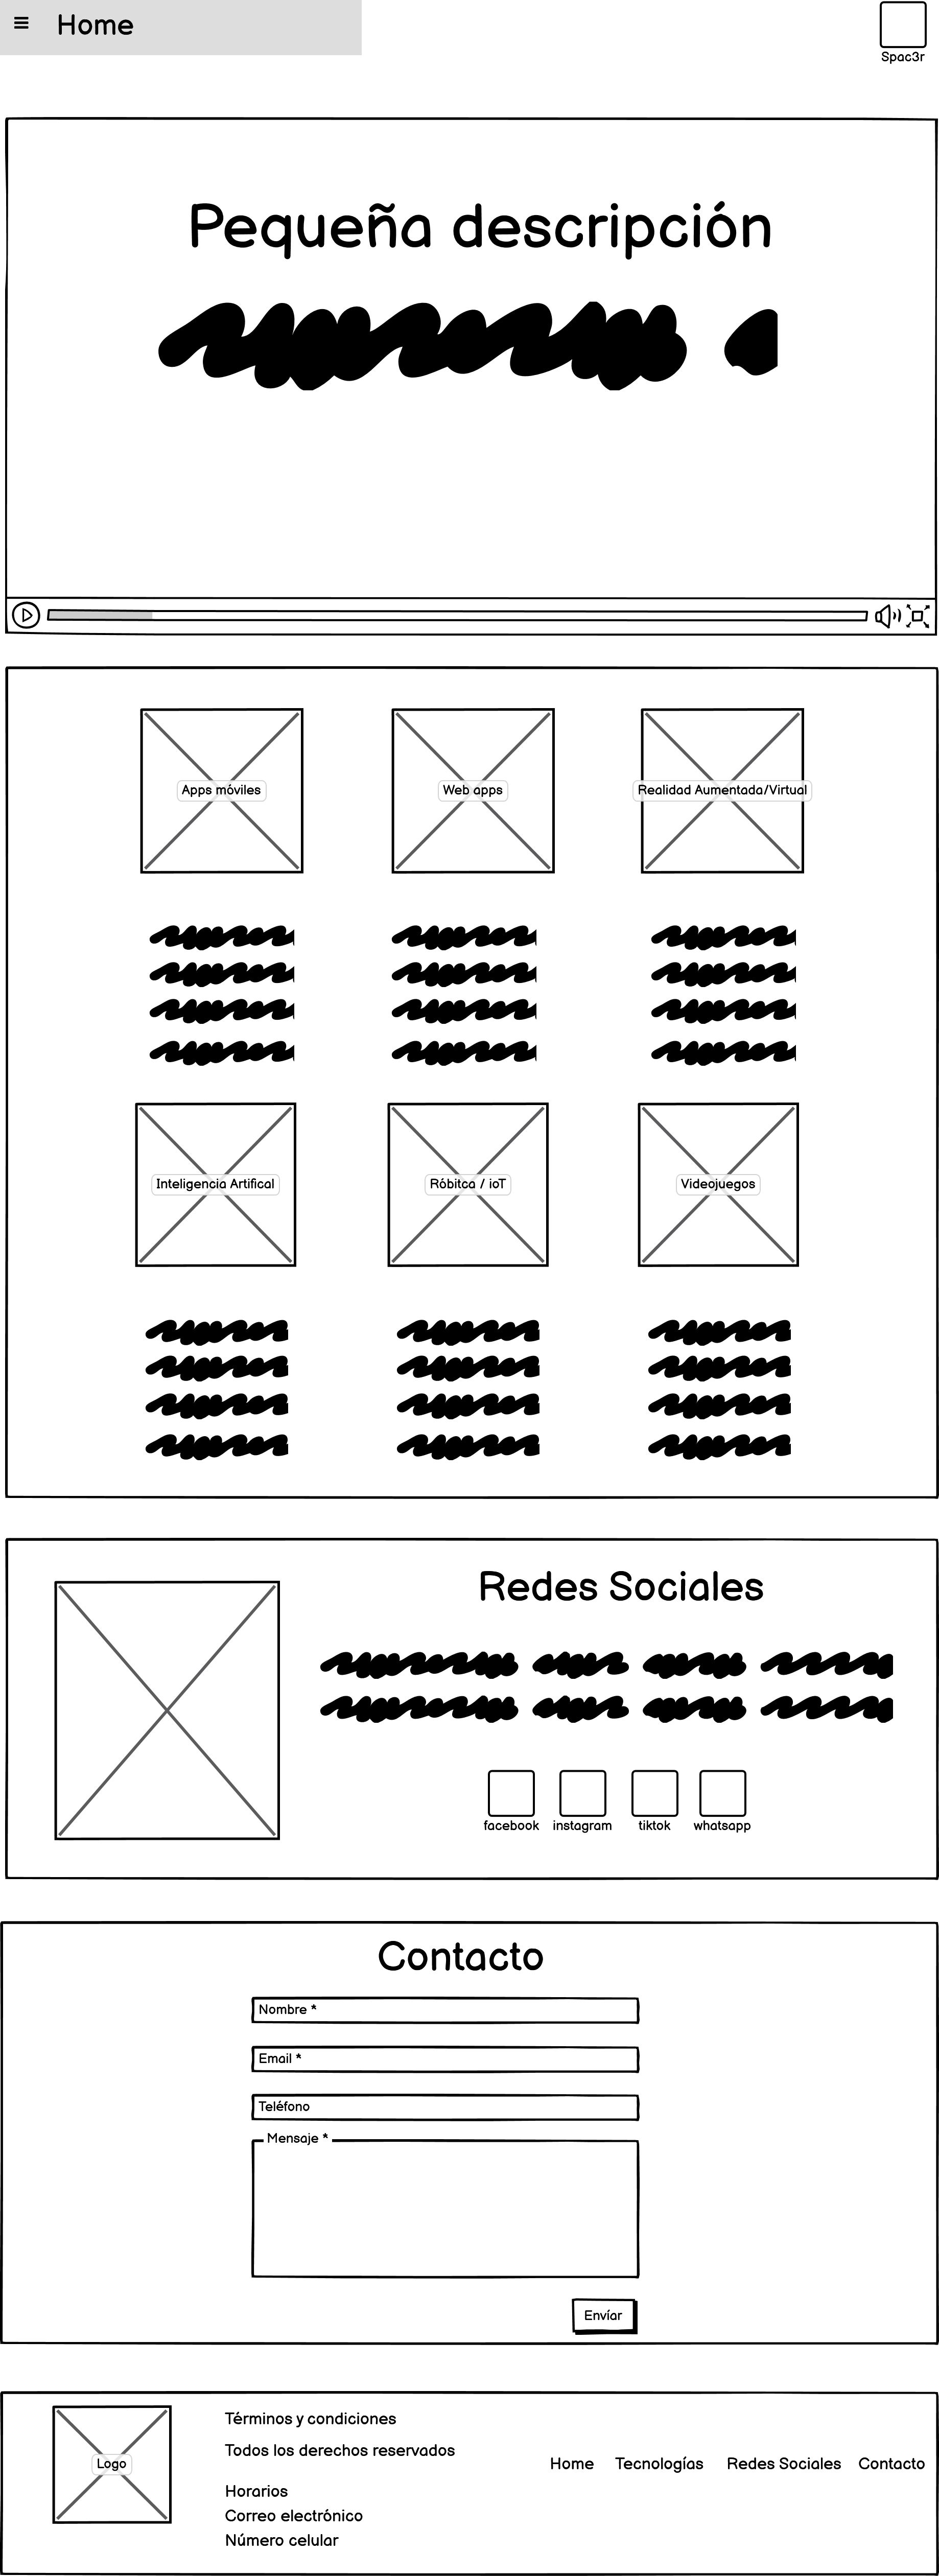 Home
Spac3r
Pequeña descripción
Apps móviles
Web apps
Realidad Aumentada/Virtual
Inteligencia Artifical
Róbitca / ioT
Videojuegos
Redes Sociales
facebook
instagram
tiktok
whatsapp
Contacto
Nombre *
Email *
Teléfono
Mensaje *
Envíar
Logo
Términos y condiciones
Todos los derechos reservados
Horarios
Correo electrónico
Número celular
Home
Tecnologías
Redes Sociales
Contacto